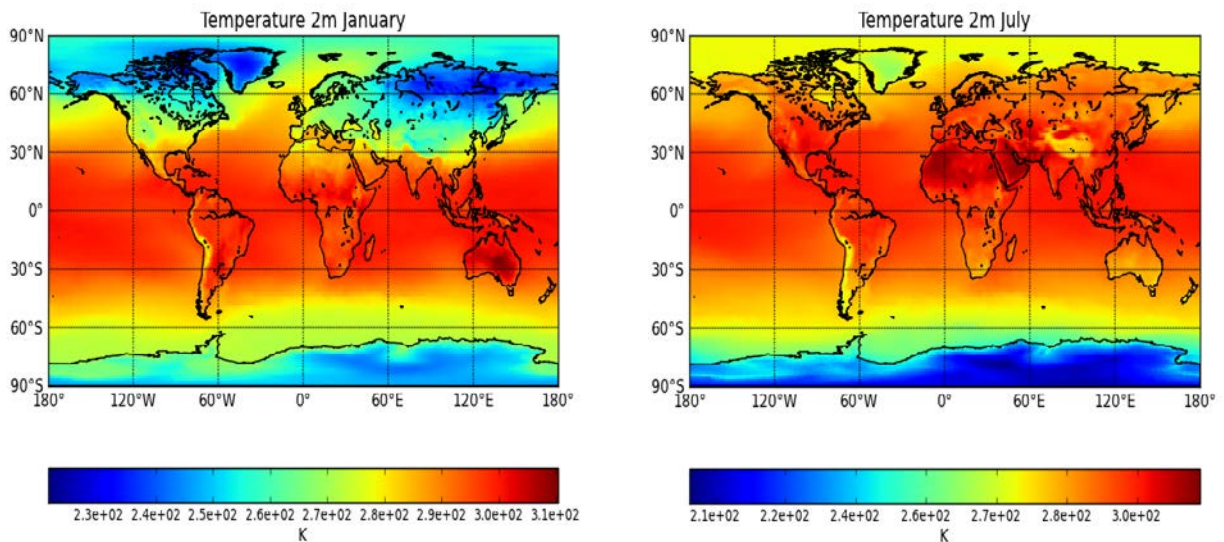 Temperature 2m January
90°N
60°N
30°N
0°
30°S
60°S
90°S
180° 120°W 60°W 0° 60°E 120°E 180°
2.3e+02 2.4e+02 2.5e+02 2.6e+02 2.7e+02 2.8e+02 2.9e+02 3.0e+02 3.1e+02
K
Temperature 2m July
90°N
60°N
30°N
0°
30°S
60°S
90°S
180° 120°W 60°W 0° 60°E 120°E 180°
2.1e+02 2.2e+02 2.4e+02 2.6e+02 2.7e+02 2.8e+02 3.0e+02
K